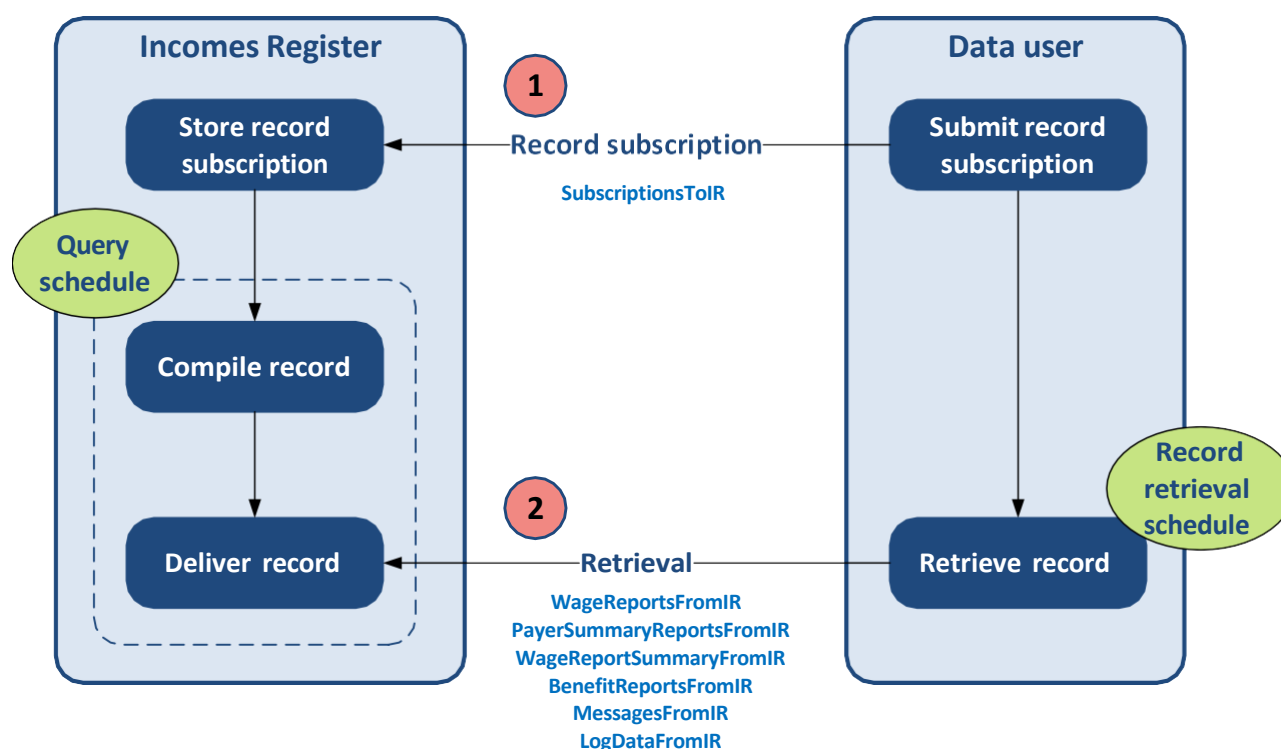 Incomes Register
Data user
1
Store record
subscription
Record subscription
Submit record
subscription
SubscriptionsToIR
Query
schedule
Compile record
Record
retrieval
schedule
2
Deliver record
Retrieval
Retrieve record
WageReportsFromIR
PayerSummaryReportsFromIR
WageReportSummaryFromIR
BenefitReportsFromIR
MessagesFromIR
LogDataFromIR